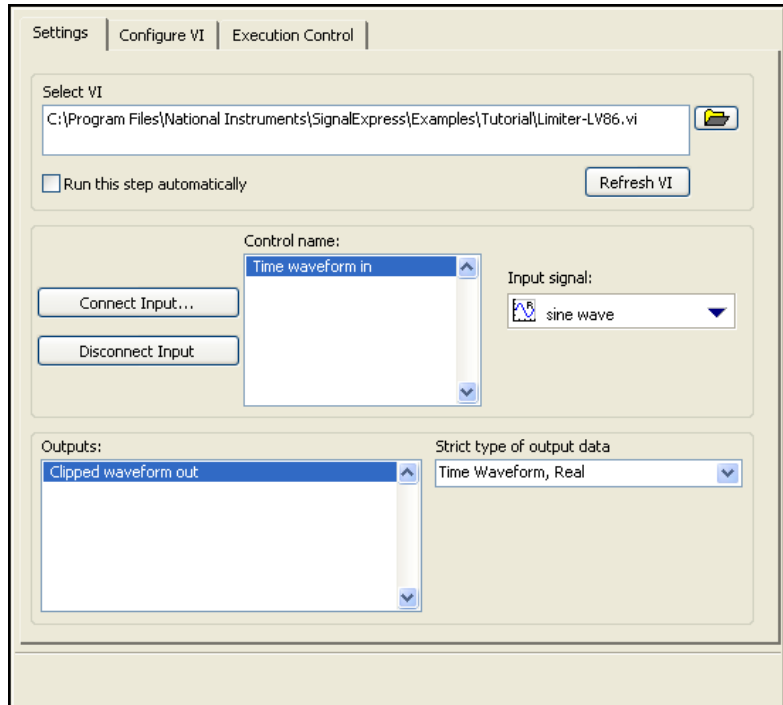 Settings
Configure VI
Execution Control
Select VI
C:\Program Files\National Instruments\SignalExpress\Examples\Tutorial\Limiter-LV86.vi
Run this step automatically
Refresh VI
Control name:
Time waveform in
Connect Input...
Disconnect Input
Input signal:
sine wave
Outputs:
Clipped waveform out
Strict type of output data
Time Waveform, Real